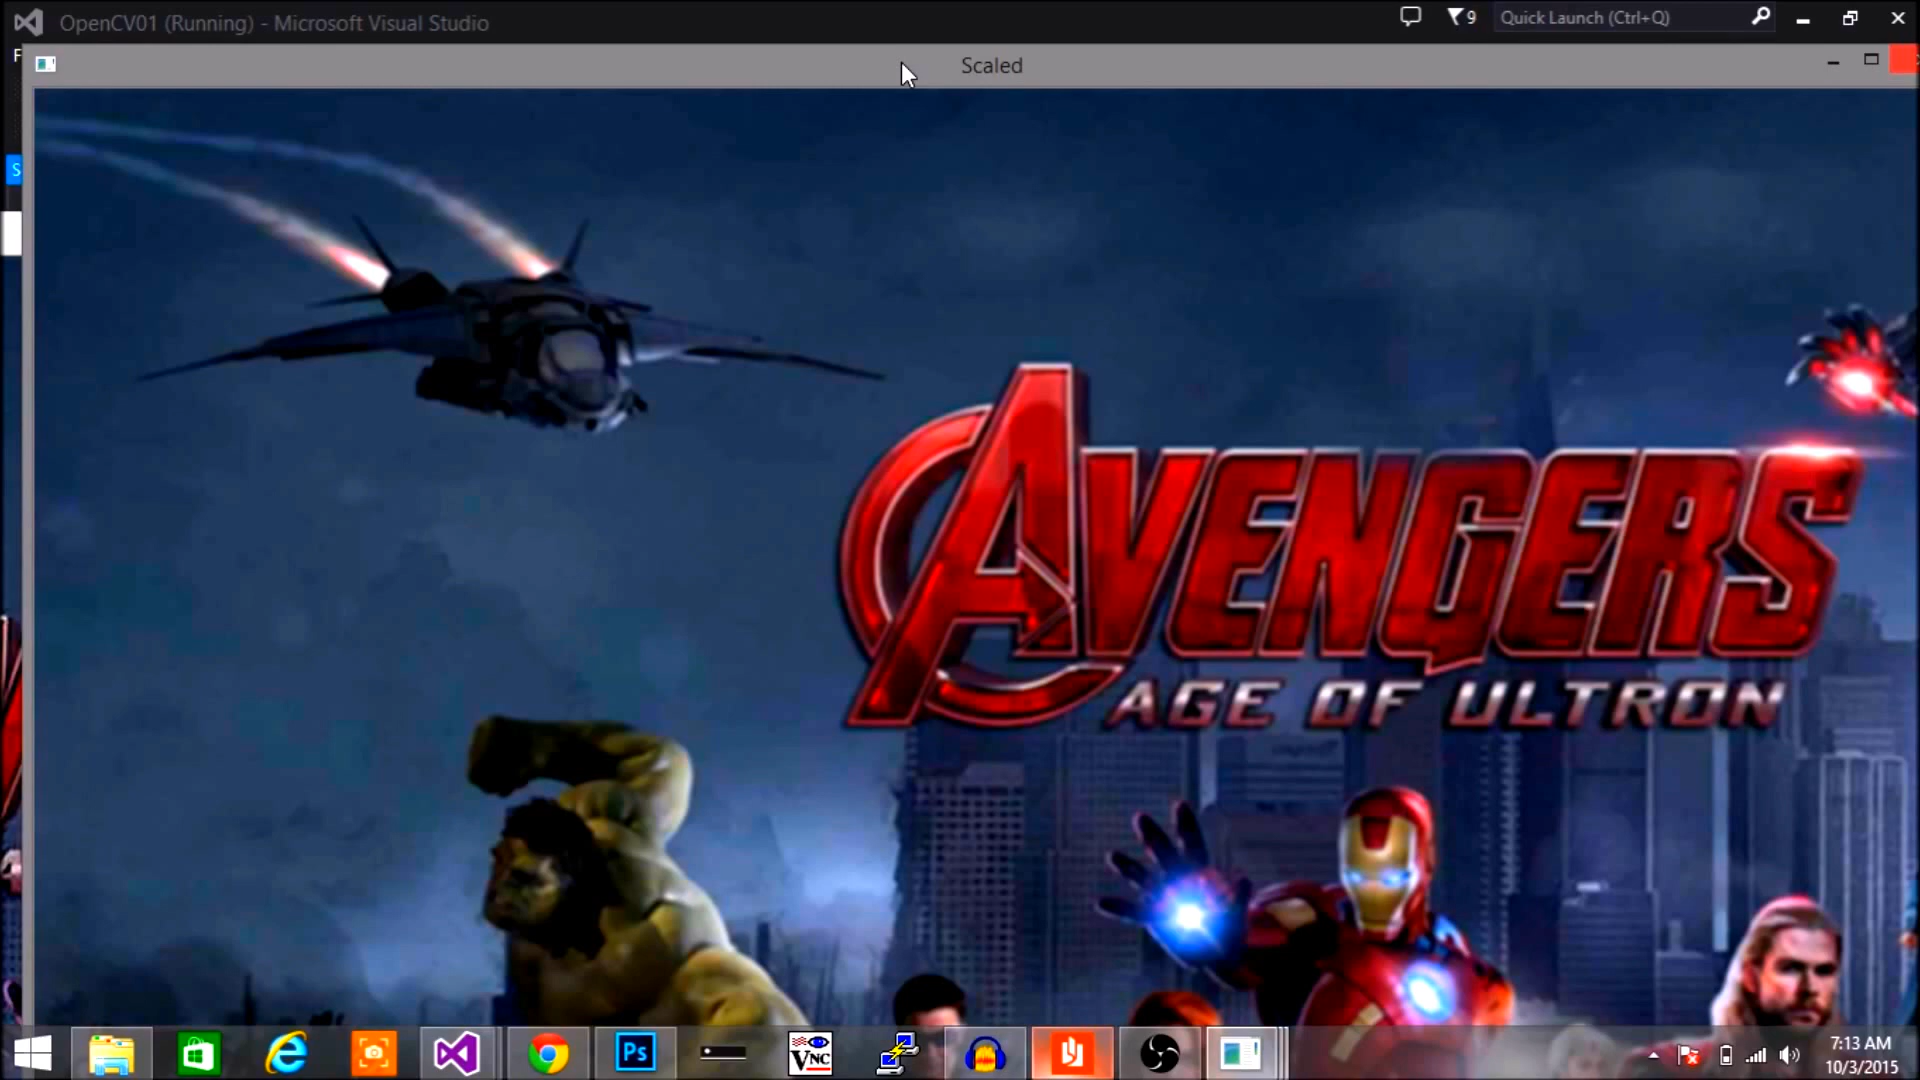 OpenCV01 (Running) - Microsoft Visual Studio
9
Quick Launch (Ctrl+Q)
F
Scaled
S
AVENGERS
AGE OF ULTRON
Ps
VNC
7:13 AM
10/3/2015